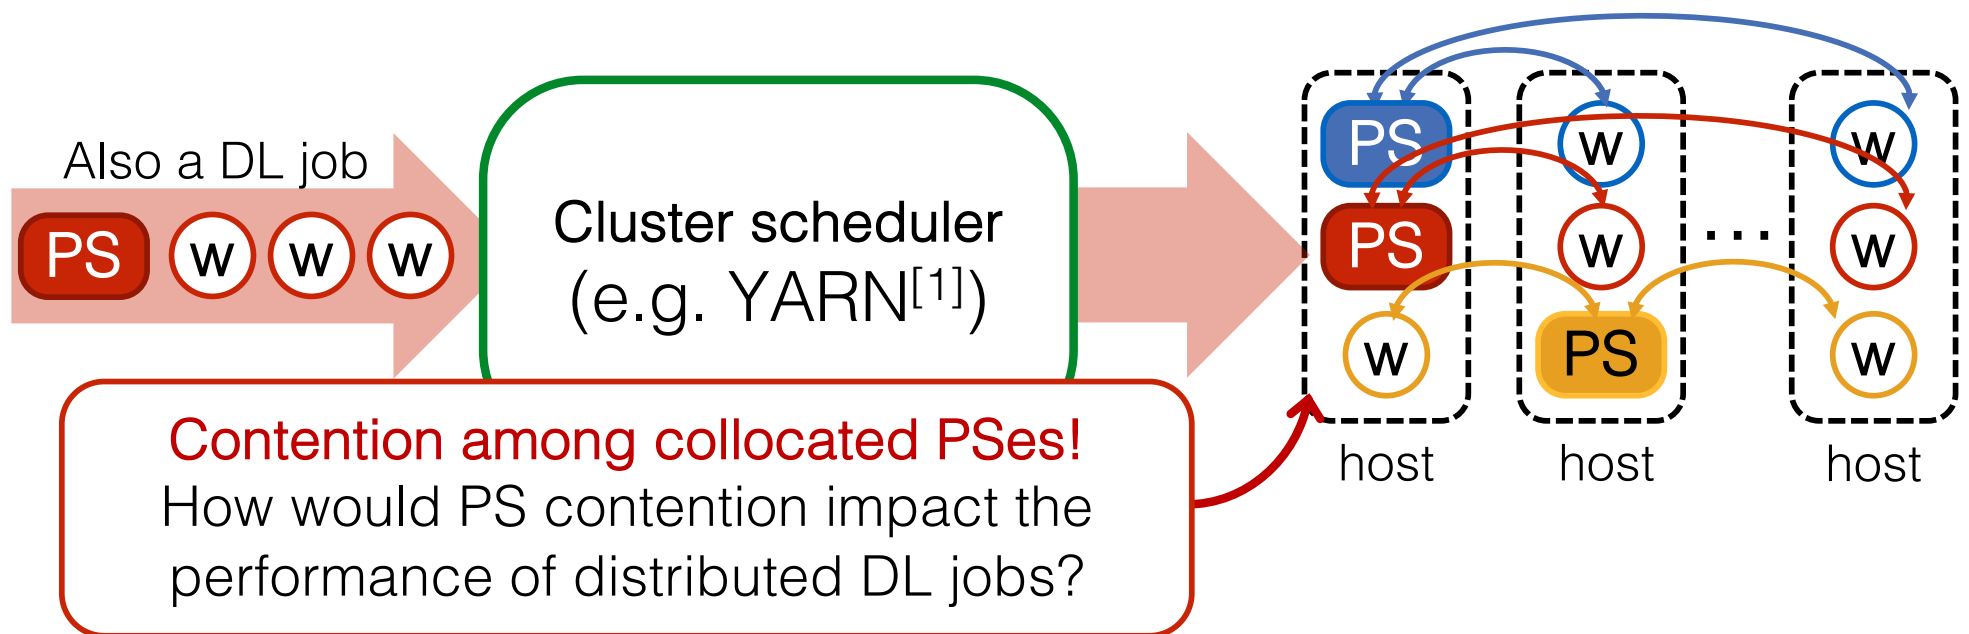 Also a DL job
PS w w w
Cluster scheduler
(e.g. YARN[1])
Contention among collocated PSes!
How would PS contention impact the
performance of distributed DL jobs?
PS w w
PS w ... w
w PS w
host host host